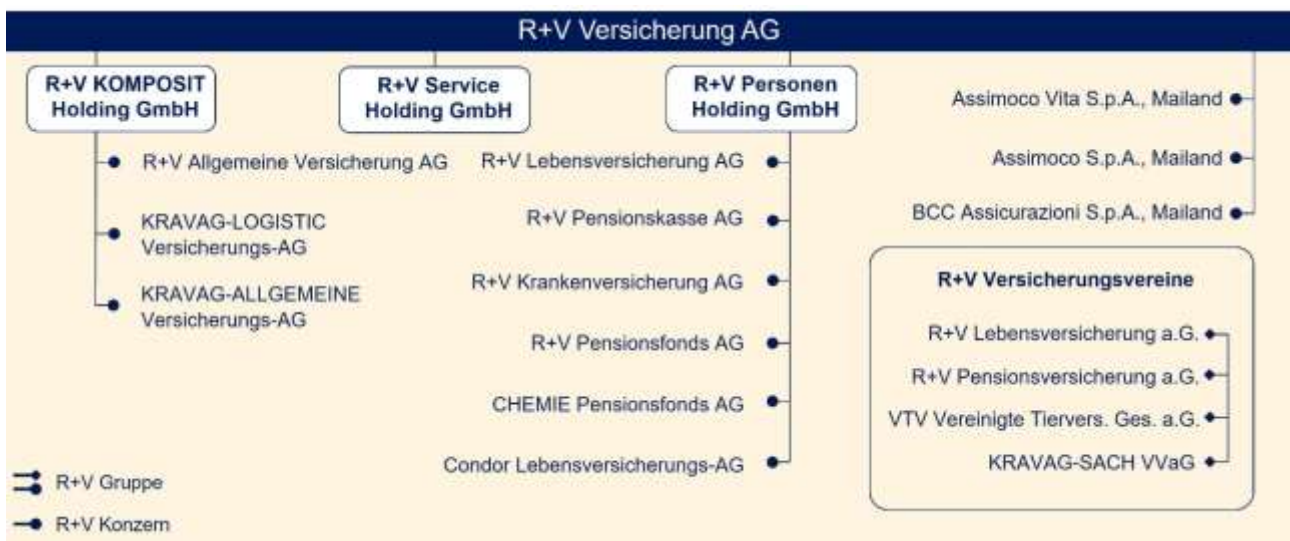 R+V Versicherung AG
R+V KOMPOSIT
Holding GmbH
R+V Allgemeine Versicherung AG
KRAVAG-LOGISTIC
Versicherungs-AG
KRAVAG-ALLGEMEINE
Versicherungs-AG
R+V Service
Holding GmbH
R+V Personen
Holding GmbH
R+V Lebensversicherung AG
R+V Pensionskasse AG
R+V Krankenversicherung AG
R+V Pensionsfonds AG
CHEMIE Pensionsfonds AG
Condor Lebensversicherungs-AG
Assimoco Vita S.p.A., Mailand
Assimoco S.p.A., Mailand
BCC Assicurazioni S.p.A., Mailand
R+V Versicherungsvereine
R+V Lebensversicherung a.G.
R+V Pensionsversicherung a.G.
VTV Vereinigte Tiervers. Ges. a.G.
KRAVAG-SACH VVaG
R+V Gruppe
R+V Konzern